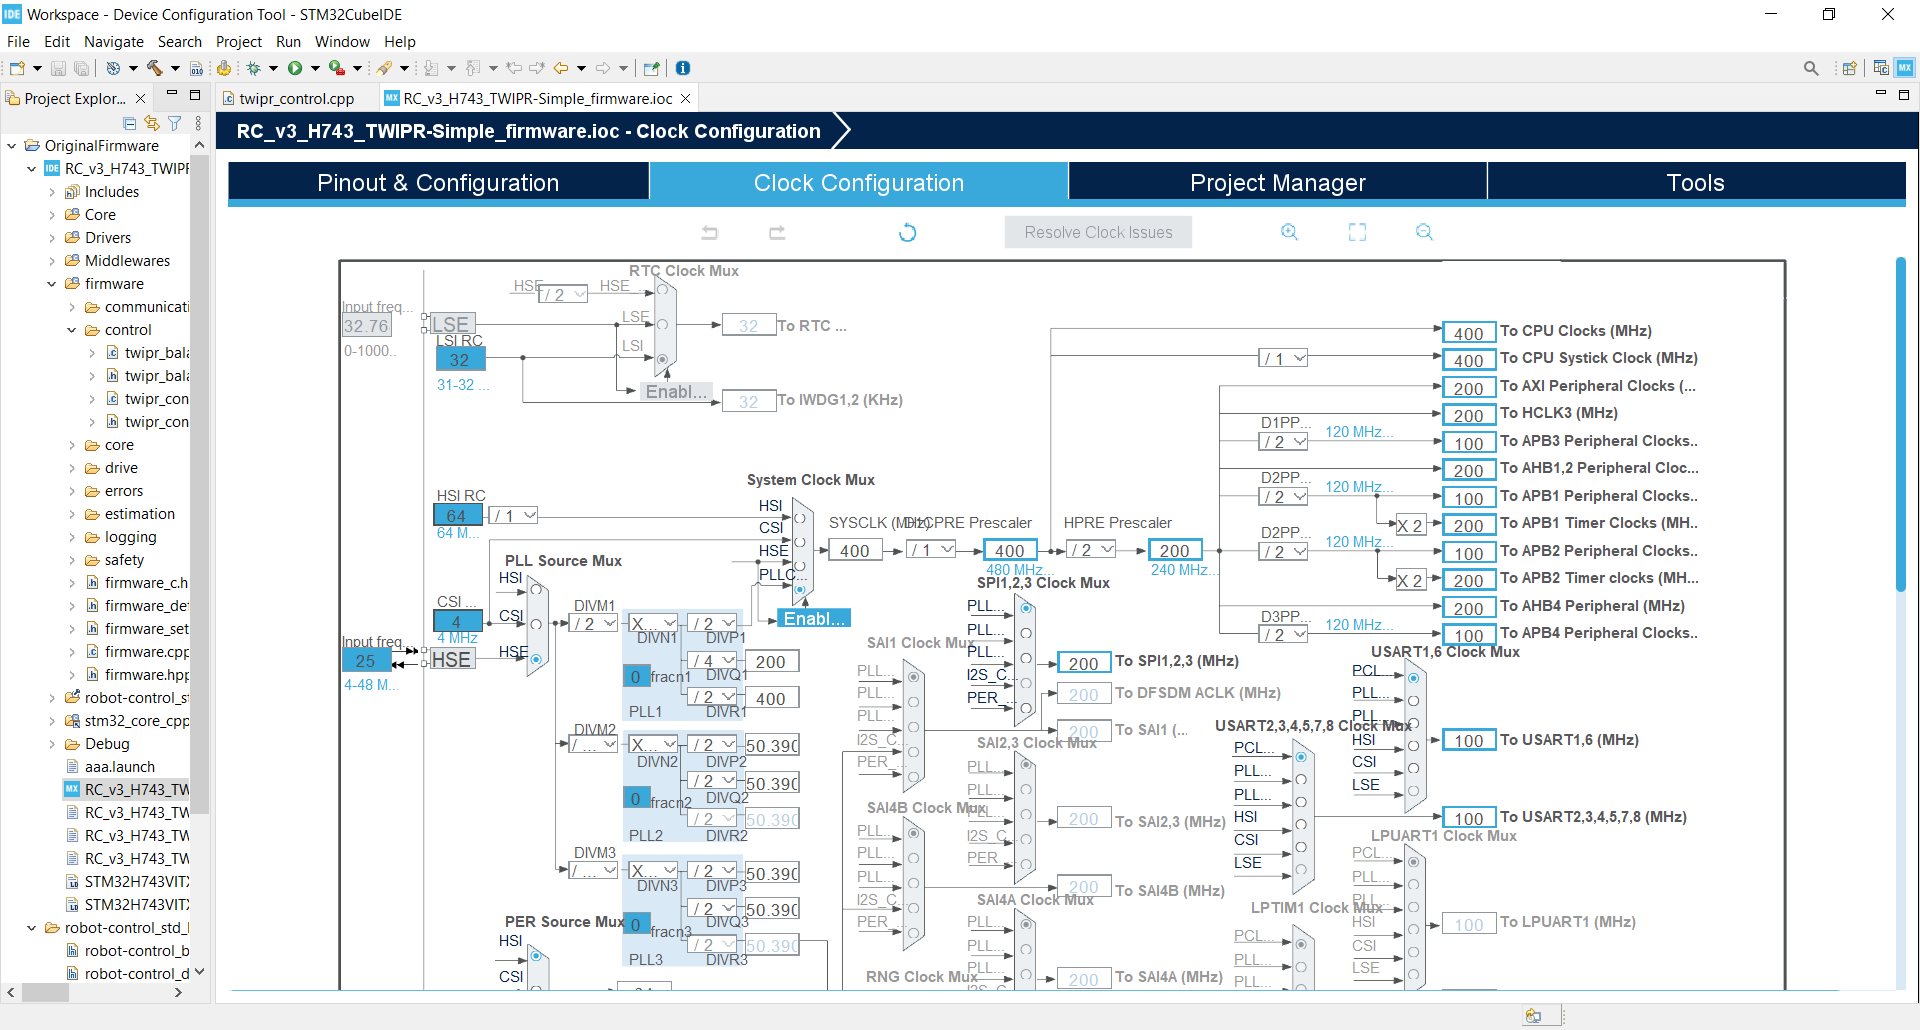 Workspace - Device Configuration Tool - STM32CubeIDE
File Edit Navigate Search Project Run Window Help
Project Explor...
twipr_control.cpp
RC_v3_H743_TWIPR-Simple_firmware.ioc
RC_v3_H743_TWIPR-Simple_firmware.ioc - Clock Configuration
Pinout & Configuration
Clock Configuration
Project Manager
Tools
Resolve Clock Issues
OriginalFirmware
RC_v3_H743_TWIPR
Includes
Core
Drivers
Middlewares
firmware
communicati
control
twipr_bala
twipr_bala
twipr_con
twipr_con
core
drive
errors
estimation
logging
safety
firmware_c.h
firmware_def
firmware_set
firmware.cpp
firmware.hpp
robot-control_st
stm32_core_cpp
Debug
aaa.launch
RC_v3_H743_TW
RC_v3_H743_TW
RC_v3_H743_TW
RC_v3_H743_TW
STM32H743VITX
STM32H743VITX
robot-control_std_l
robot-control_b
robot-control_d
RTC Clock Mux
HSE
/ 2
HSE ...
Input freq...
32.76
0-1000..
LSE
LSE
32
To RTC ...
LSI RC
32
31-32 ...
LSI
Enabl...
32
To IWDG1,2 (KHz)
System Clock Mux
HSI RC
64
64 M...
/ 1
HSI
CSI
HSE
PLLC...
SYSCLK (MHz)
400
D1CPRE Prescaler
/ 1
400
480 MHz...
HPRE Prescaler
/ 2
200
240 MHz...
Enabl...
PLL Source Mux
HSI
CSI
HSE
CSI ...
4
4 MHz
Input freq...
25
4-48 M...
HSE
DIVM1
/ 2
X...
DIVN1
/ 2
DIVP1
0
fracn1
/ 4
200
DIVQ1
/ 2
400
PLL1
DIVR1
DIVM2
/ ...
X...
DIVN2
/ 2
50.390
DIVP2
/ 2
50.390
0
fracn2
DIVQ2
/ 2
50.390
PLL2
DIVR2
DIVM3
/ ...
X...
DIVN3
/ 2
50.390
DIVP3
/ 2
50.390
0
fracn3
DIVQ3
/ 2
50.390
PLL3
DIVR3
PER Source Mux
HSI
CSI
400
To CPU Clocks (MHz)
/ 1
400
To CPU Systick Clock (MHz)
200
To AXI Peripheral Clocks (...
200
To HCLK3 (MHz)
D1PP...
/ 2
120 MHz...
100
To APB3 Peripheral Clocks..
200
To AHB1,2 Peripheral Cloc...
D2PP...
/ 2
120 MHz...
100
To APB1 Peripheral Clocks..
X 2
200
To APB1 Timer Clocks (MH..
D2PP...
/ 2
120 MHz...
100
To APB2 Peripheral Clocks..
X 2
200
To APB2 Timer clocks (MH...
200
To AHB4 Peripheral (MHz)
D3PP...
/ 2
120 MHz...
100
To APB4 Peripheral Clocks..
SPI1,2,3 Clock Mux
PLL...
PLL...
PLL...
I2S_C...
PER_...
200
To SPI1,2,3 (MHz)
200
To DFSDM ACLK (MHz)
SAI1 Clock Mux
PLL...
PLL...
PLL...
I2S_C...
PER_...
200
To SAI1 (...
SAI2,3 Clock Mux
PLL...
PLL...
PLL...
I2S_C...
PER ...
200
To SAI2,3 (MHz)
SAI4B Clock Mux
PLL...
PLL...
PLL...
I2S_C...
PER...
200
To SAI4B (MHz)
SAI4A Clock Mux
PLL...
PLL...
PLL...
200
To SAI4A (MHz)
RNG Clock Mux
USART1,6 Clock Mux
PCL...
PLL...
PLL...
HSI
CSI
LSE
100
To USART1,6 (MHz)
USART2,3,4,5,7,8 Clock Mux
PCL...
PLL...
PLL...
HSI
CSI
LSE
100
To USART2,3,4,5,7,8 (MHz)
LPUART1 Clock Mux
PCL...
PLL...
PLL...
HSI
CSI
LSE
100
To LPUART1 (MHz)
LPTIM1 Clock Mux
PCL...
PLL...
PLL...